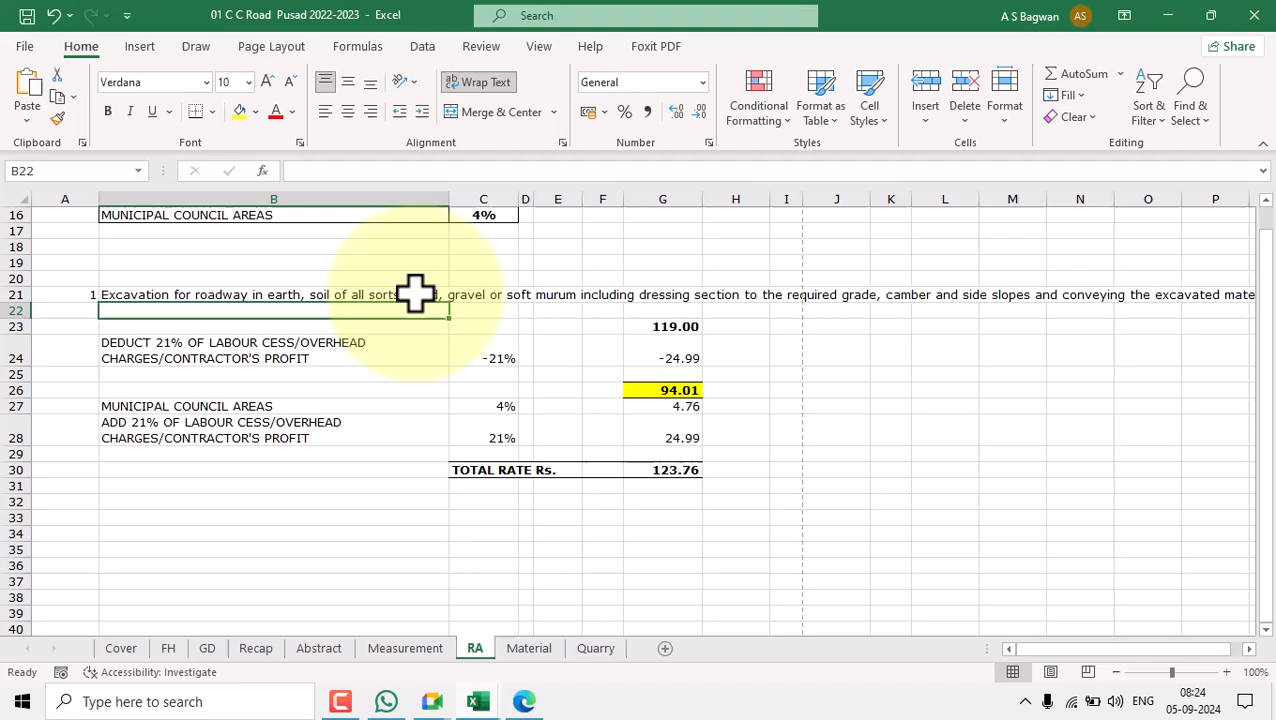 01 C C Road Pusad 2022-2023 - Excel
Search
A S Bagwan
AS
File
Home
Insert
Draw
Page Layout
Formulas
Data
Review
View
Help
Foxit PDF
Share
Paste
Clipboard
Verdana
10
B I U
Font
ab
Wrap Text
Merge & Center
Alignment
General
Number
Conditional Formatting
Format as Table
Cell Styles
Styles
Insert
Delete
Format
Cells
AutoSum
Fill
Clear
Sort & Filter
Find & Select
Editing
B22
fx
A B C D E F G H I J K L M N O P
16 MUNICIPAL COUNCIL AREAS 4%
17
18
19
20
21 1 Excavation for roadway in earth, soil of all sorts, gravel or soft murum including dressing section to the required grade, camber and side slopes and conveying the excavated mate
22
23 119.00
DEDUCT 21% OF LABOUR CESS/OVERHEAD
24 CHARGES/CONTRACTOR'S PROFIT -21% -24.99
25
26 94.01
27 MUNICIPAL COUNCIL AREAS 4% 4.76
ADD 21% OF LABOUR CESS/OVERHEAD
28 CHARGES/CONTRACTOR'S PROFIT 21% 24.99
29
30 TOTAL RATE Rs. 123.76
31
32
33
34
35
36
37
38
39
40
Cover
FH
GD
Recap
Abstract
Measurement
RA
Material
Quarry
Ready
Accessibility: Investigate
100%
Type here to search
ENG
08:24
05-09-2024